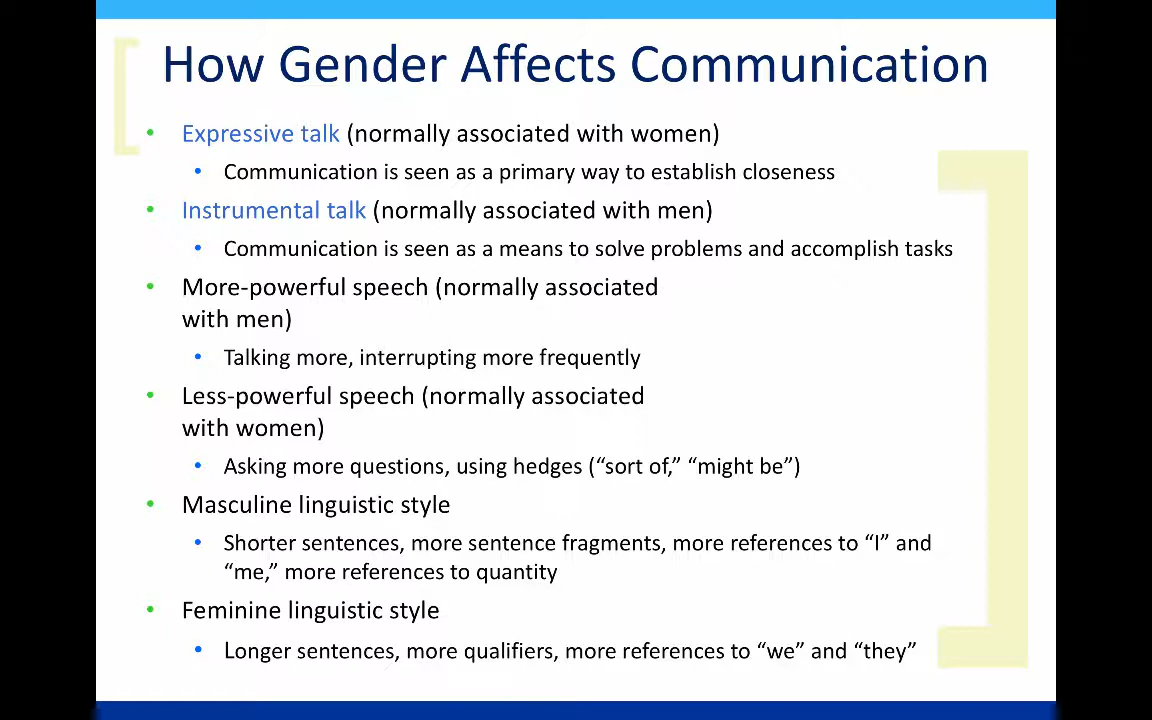 How Gender Affects Communication
• Expressive talk (normally associated with women)
• Communication is seen as a primary way to establish closeness
• Instrumental talk (normally associated with men)
• Communication is seen as a means to solve problems and accomplish tasks
• More-powerful speech (normally associated
with men)
• Talking more, interrupting more frequently
• Less-powerful speech (normally associated
with women)
• Asking more questions, using hedges (“sort of,” “might be”)
• Masculine linguistic style
• Shorter sentences, more sentence fragments, more references to “I” and
“me,” more references to quantity
• Feminine linguistic style
• Longer sentences, more qualifiers, more references to “we” and “they”